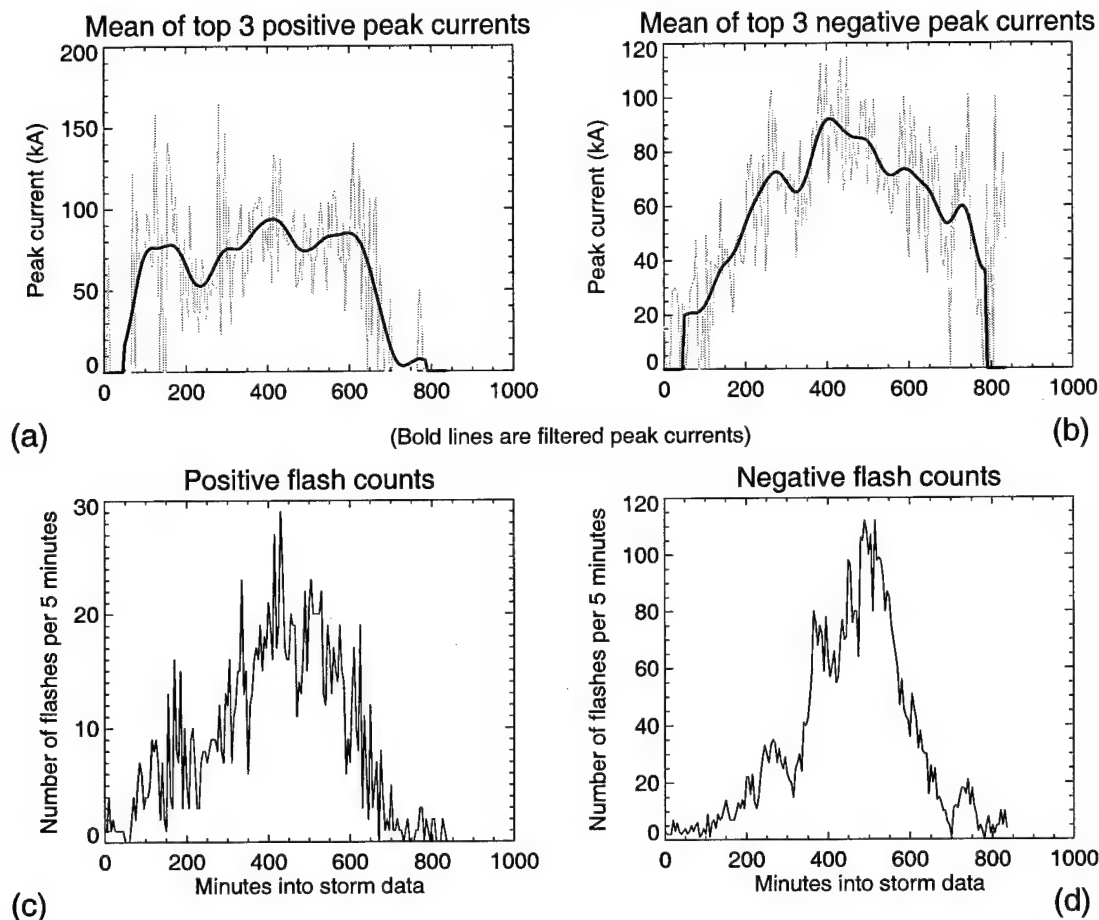 Mean of top 3 positive peak currents
200
150
100
50
0
Peak current (kA)
0 200 400 600 800 1000
(a)
Mean of top 3 negative peak currents
120
100
80
60
40
20
0
Peak current (kA)
0 200 400 600 800 1000
(b)
(Bold lines are filtered peak currents)
Positive flash counts
30
20
10
0
Number of flashes per 5 minutes
0 200 400 600 800 1000
Minutes into storm data
(c)
Negative flash counts
120
100
80
60
40
20
0
Number of flashes per 5 minutes
0 200 400 600 800 1000
Minutes into storm data
(d)